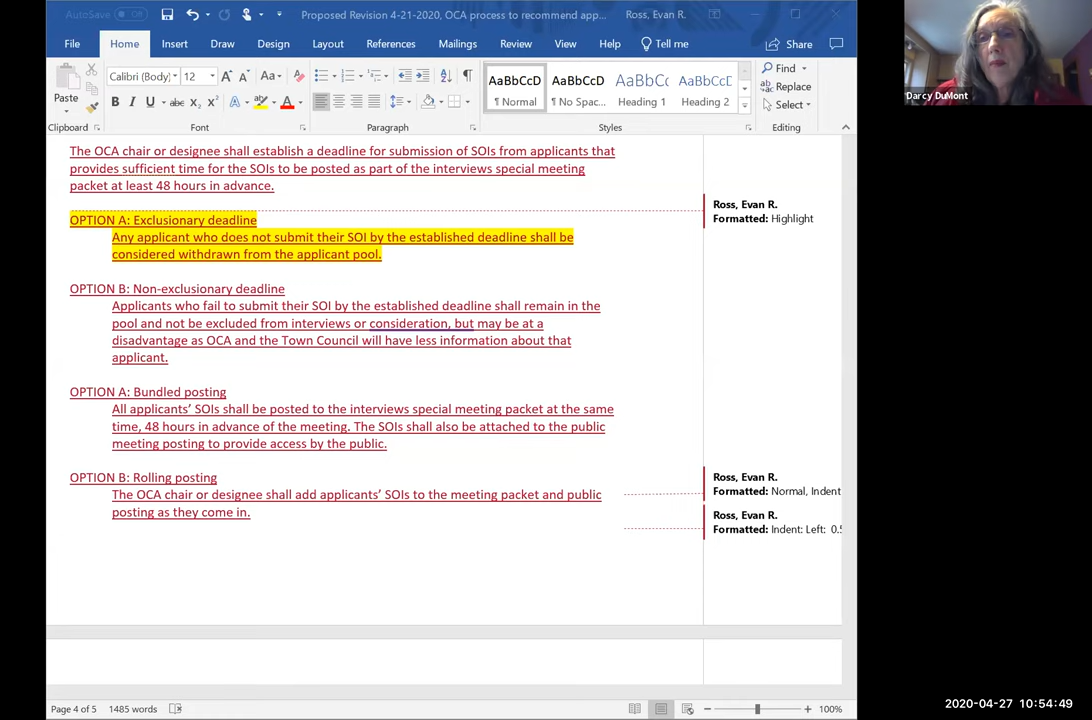 AutoSave
Off
Proposed Revision 4-21-2020, OCA process to recommend app...
Ross, Evan R.
File
Home
Insert
Draw
Design
Layout
References
Mailings
Review
View
Help
Tell me
Share
Paste
Calibri (Body)
12
Clipboard
Font
Paragraph
AaBbCcD
¶ Normal
AaBbCcD
¶ No Spac...
AaBbCc
Heading 1
AaBbCcD
Heading 2
Styles
Find
Replace
Select
Editing
The OCA chair or designee shall establish a deadline for submission of SOIs from applicants that
provides sufficient time for the SOIs to be posted as part of the interviews special meeting
packet at least 48 hours in advance.
OPTION A: Exclusionary deadline
Any applicant who does not submit their SOI by the established deadline shall be
considered withdrawn from the applicant pool.
OPTION B: Non-exclusionary deadline
Applicants who fail to submit their SOI by the established deadline shall remain in the
pool and not be excluded from interviews or consideration, but may be at a
disadvantage as OCA and the Town Council will have less information about that
applicant.
OPTION A: Bundled posting
All applicants’ SOIs shall be posted to the interviews special meeting packet at the same
time, 48 hours in advance of the meeting. The SOIs shall also be attached to the public
meeting posting to provide access by the public.
OPTION B: Rolling posting
The OCA chair or designee shall add applicants’ SOIs to the meeting packet and public
posting as they come in.
Ross, Evan R.
Formatted: Highlight
Ross, Evan R.
Formatted: Normal, Indent
Ross, Evan R.
Formatted: Indent: Left: 0.5
Page 4 of 5
1485 words
100%
Darcy DuMont
2020-04-27 10:54:49